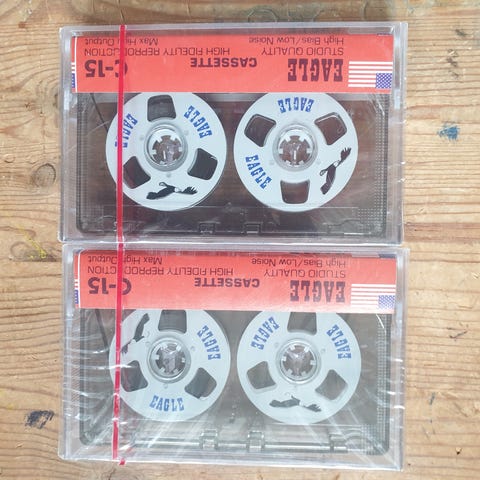 EAGLE
CASSETTE
C-15
STUDIO QUALITY
HIGH FIDELITY REPRODUCTION
High Bias/Low Noise
Max High Output
EAGLE
EAGLE
EAGLE
EAGLE
EAGLE
CASSETTE
C-15
STUDIO QUALITY
HIGH FIDELITY REPRODUCTION
High Bias/Low Noise
Max High Output
EAGLE
EAGLE
EAGLE
EAGLE